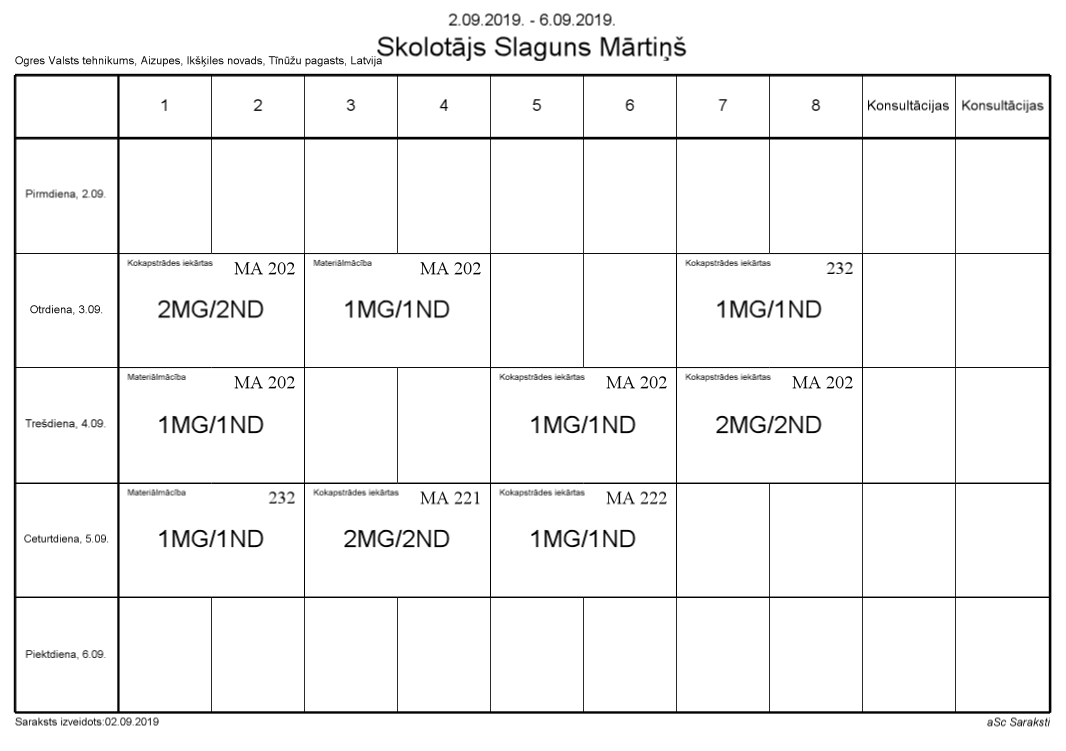 2.09.2019. - 6.09.2019.
Skolotājs Slaguns Mārtiņš
Ogres Valsts tehnikums, Aizupes, Ikšķiles novads, Tīnūžu pagasts, Latvija
1 2 3 4 5 6 7 8 Konsultācijas Konsultācijas
Pirmdiena, 2.09.
Kokapstrādes iekārtas MA 202 Materiālmācība MA 202 Kokapstrādes iekārtas 232
Otrdiena, 3.09. 2MG/2ND 1MG/1ND 1MG/1ND
Materiālmācība MA 202 Kokapstrādes iekārtas MA 202 Kokapstrādes iekārtas MA 202
Trešdiena, 4.09. 1MG/1ND 1MG/1ND 2MG/2ND
Materiālmācība 232 Kokapstrādes iekārtas MA 221 Kokapstrādes iekārtas MA 222
Ceturtdiena, 5.09. 1MG/1ND 2MG/2ND 1MG/1ND
Piektdiena, 6.09.
Saraksts izveidots:02.09.2019 aSc Saraksti